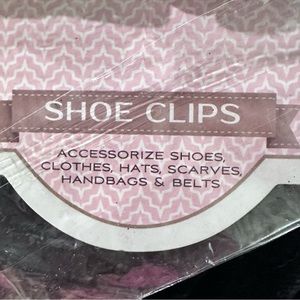 SHOE CLIPS
ACCESSORIZE SHOES,
CLOTHES, HATS, SCARVES,
HANDBAGS & BELTS